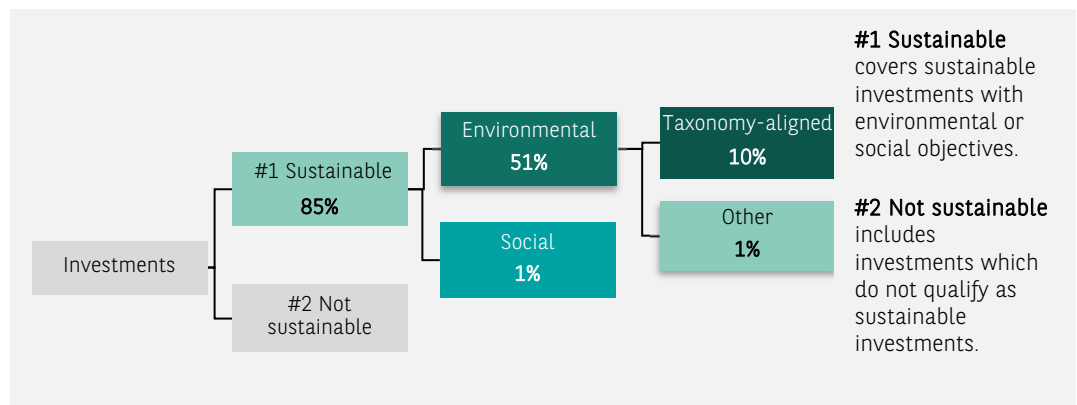 Investments
#1 Sustainable
85%
#2 Not
sustainable
Environmental
51%
Social
1%
Taxonomy-aligned
10%
Other
1%
#1 Sustainable
covers sustainable
investments with
environmental or
social objectives.
#2 Not sustainable
includes
investments which
do not qualify as
sustainable
investments.